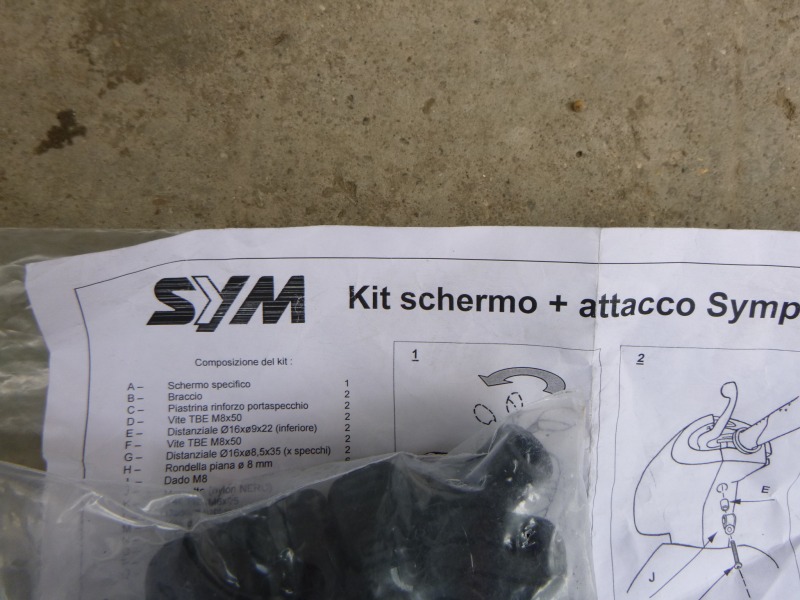 SYM
Kit schermo + attacco Symp
Composizione del kit :
A – Schermo specifico 1
B – Braccio 2
C – Piastrina rinforzo portaspecchio 2
D – Vite TBE M8x50 2
E – Distanziale Ø16xø9x22 (inferiore) 2
F – Vite TBE M8x50 2
G – Distanziale Ø16xø8,5x35 (x specchi) 2
H – Rondella piana ø 8 mm
Dado M8
1
2
E
J